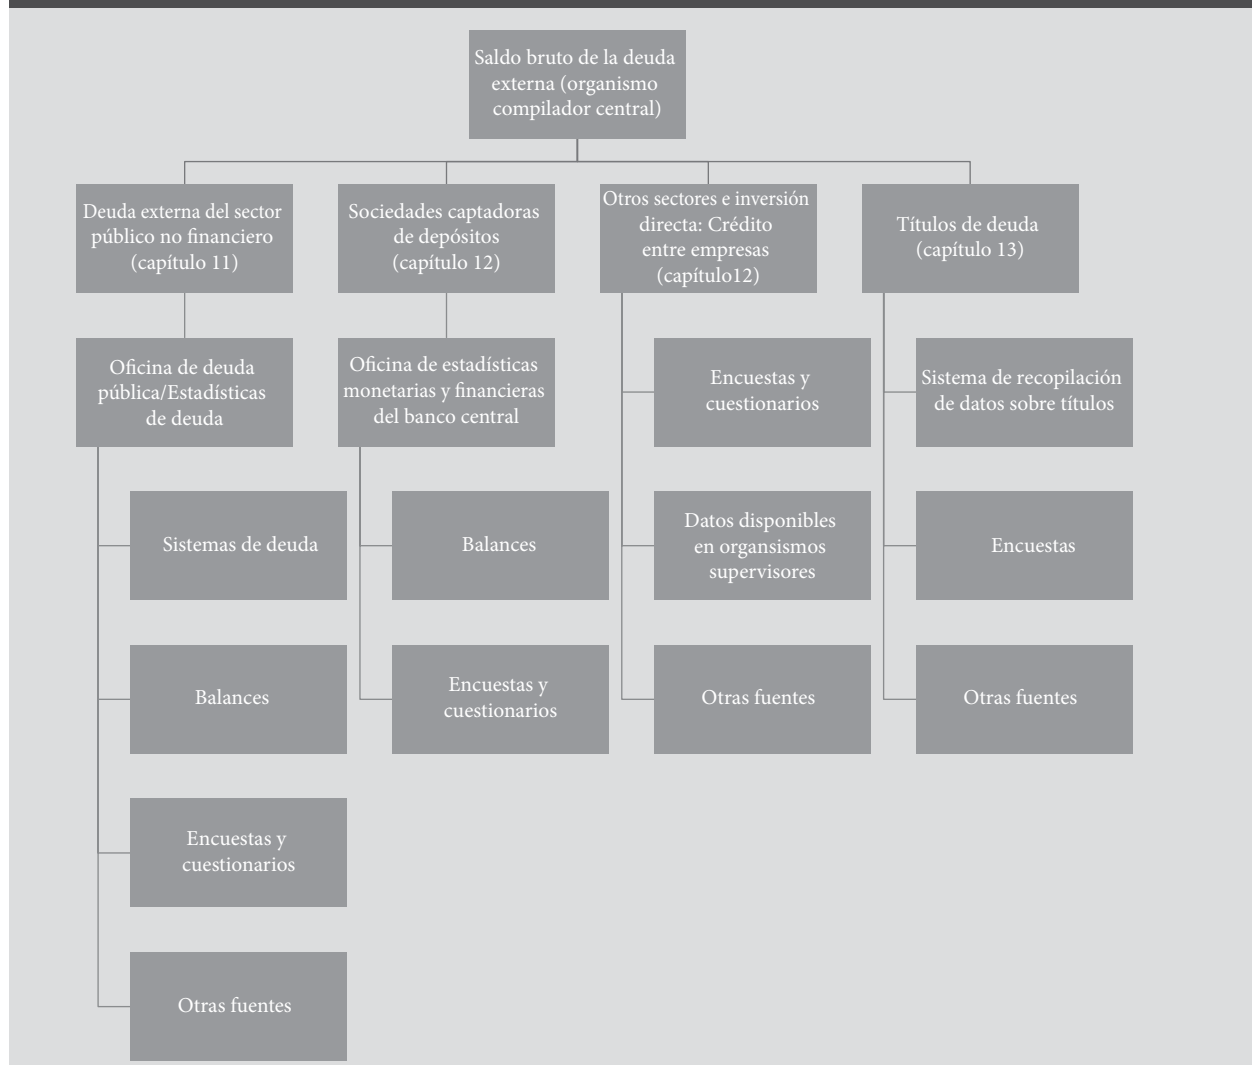 Saldo bruto de la deuda
externa (organismo
compilador central)
Deuda externa del sector
público no financiero
(capítulo 11)
Sociedades captadoras
de depósitos
(capítulo 12)
Otros sectores e inversión
directa: Crédito
entre empresas
(capítulo12)
Títulos de deuda
(capítulo 13)
Oficina de deuda
pública/Estadísticas
de deuda
Oficina de estadísticas
monetarias y financieras
del banco central
Encuestas y
cuestionarios
Sistema de recopilación
de datos sobre títulos
Sistemas de deuda
Balances
Datos disponibles
en organsismos
supervisores
Encuestas
Balances
Encuestas y
cuestionarios
Otras fuentes
Otras fuentes
Encuestas y
cuestionarios
Otras fuentes